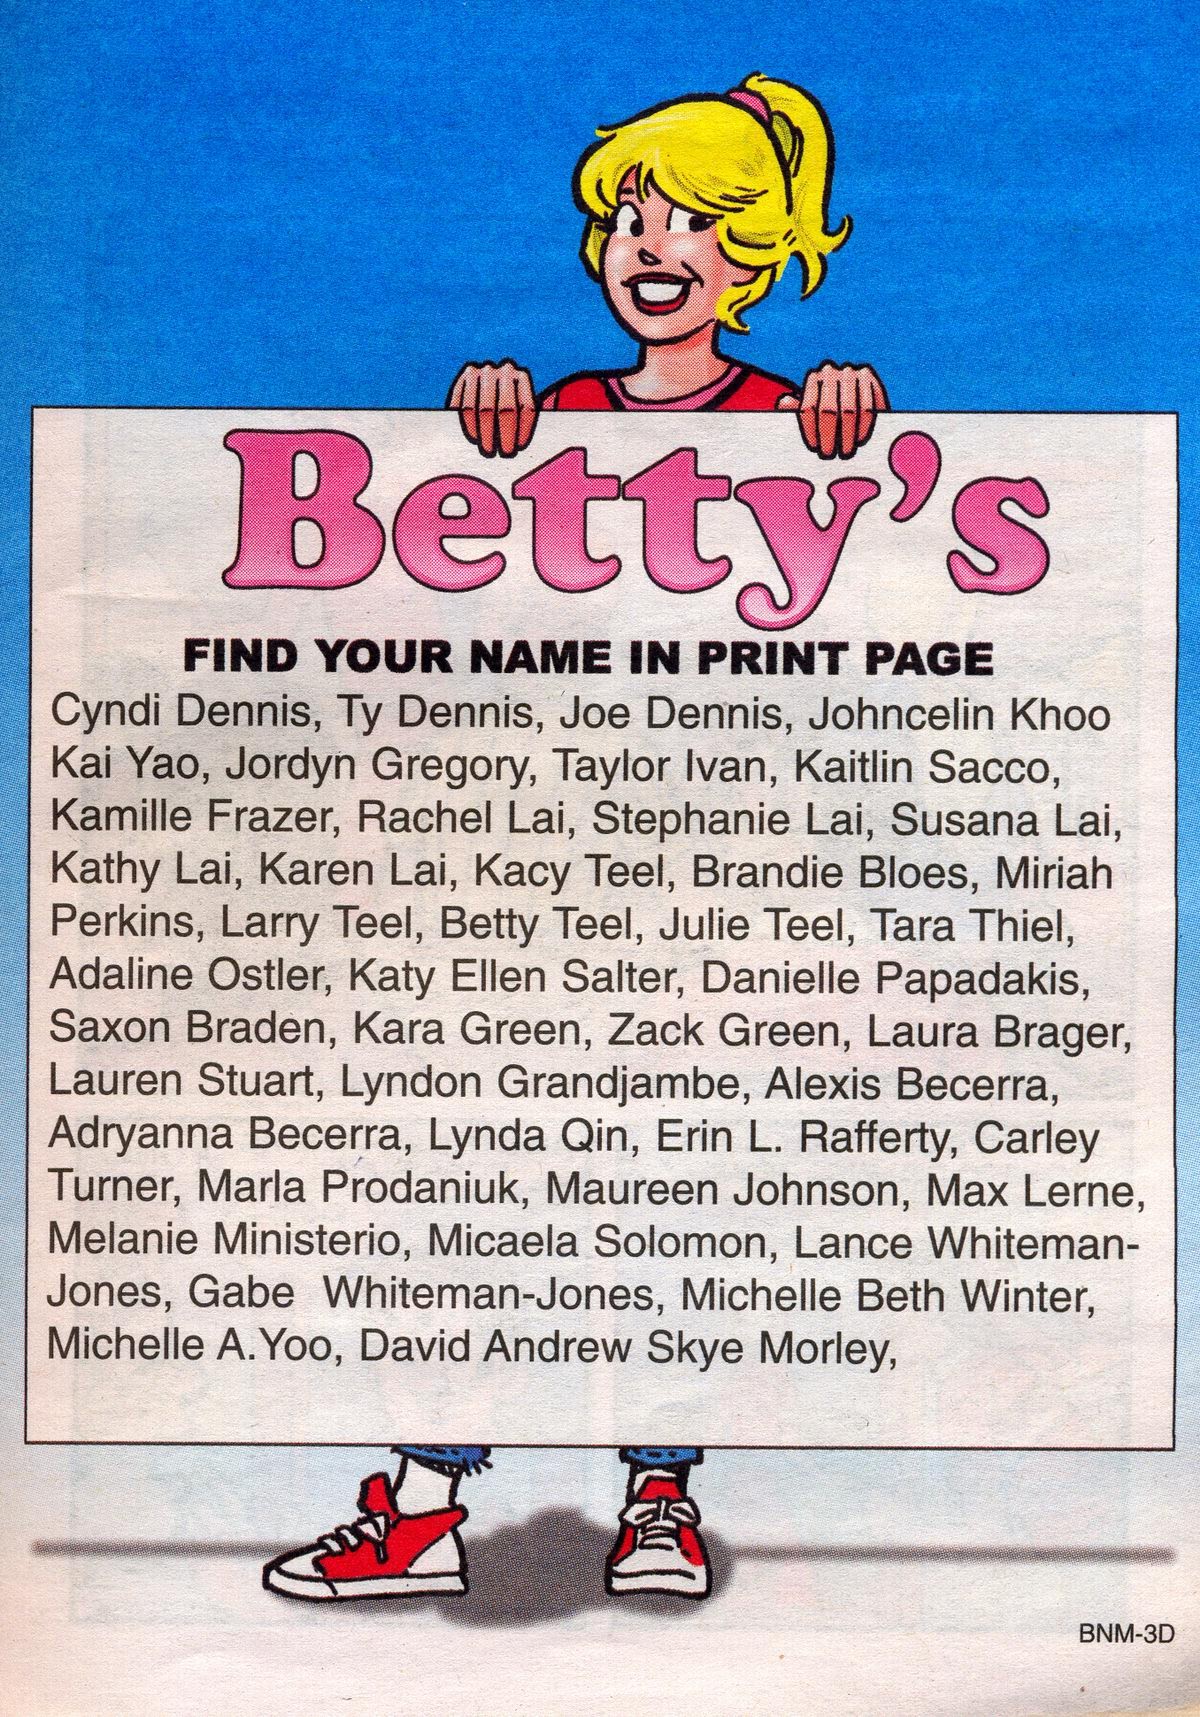 Betty's
FIND YOUR NAME IN PRINT PAGE
Cyndi Dennis, Ty Dennis, Joe Dennis, Johncelin Khoo
Kai Yao, Jordyn Gregory, Taylor Ivan, Kaitlin Sacco,
Kamille Frazer, Rachel Lai, Stephanie Lai, Susana Lai,
Kathy Lai, Karen Lai, Kacy Teel, Brandie Bloes, Miriah
Perkins, Larry Teel, Betty Teel, Julie Teel, Tara Thiel,
Adaline Ostler, Katy Ellen Salter, Danielle Papadakis,
Saxon Braden, Kara Green, Zack Green, Laura Brager,
Lauren Stuart, Lyndon Grandjambe, Alexis Becerra,
Adryanna Becerra, Lynda Qin, Erin L. Rafferty, Carley
Turner, Marla Prodaniuk, Maureen Johnson, Max Lerne,
Melanie Ministerio, Micaela Solomon, Lance Whiteman-
Jones, Gabe  Whiteman-Jones, Michelle Beth Winter,
Michelle A.Yoo, David Andrew Skye Morley,
BNM-3D